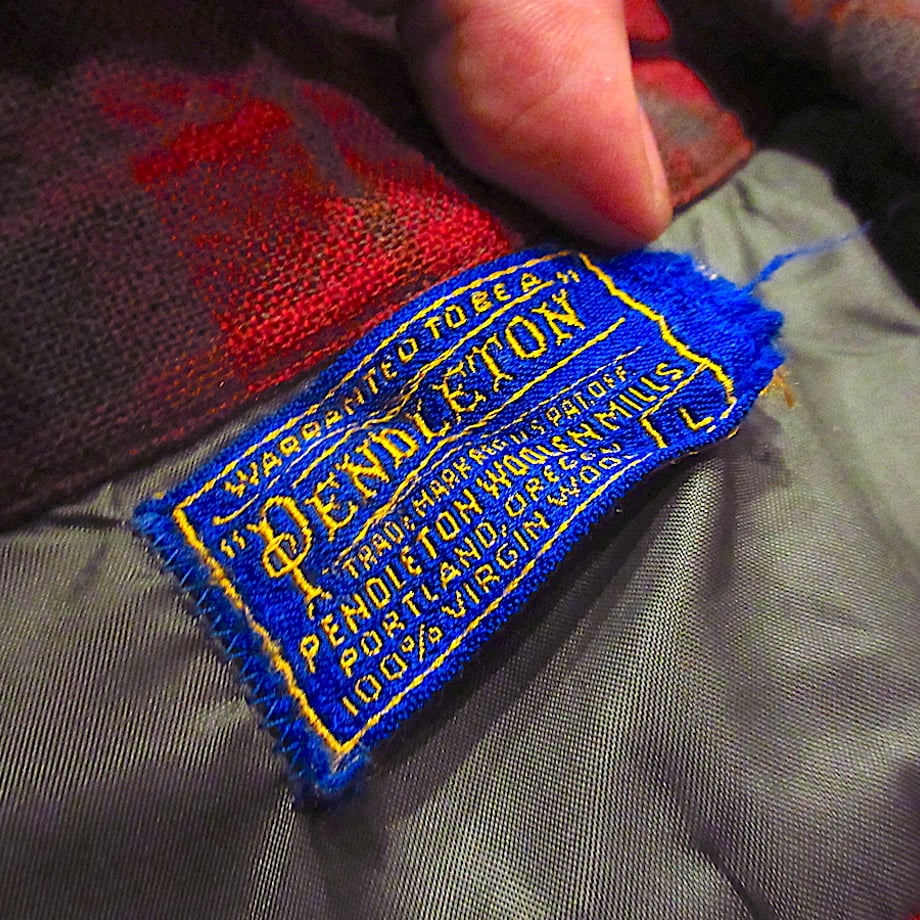 WARRANTED TO BE A
"PENDLETON"
TRADE MARK REG U S PAT OFF
PENDLETON WOOLEN MILLS
PORTLAND, OREGON
100% VIRGIN WOOL
L